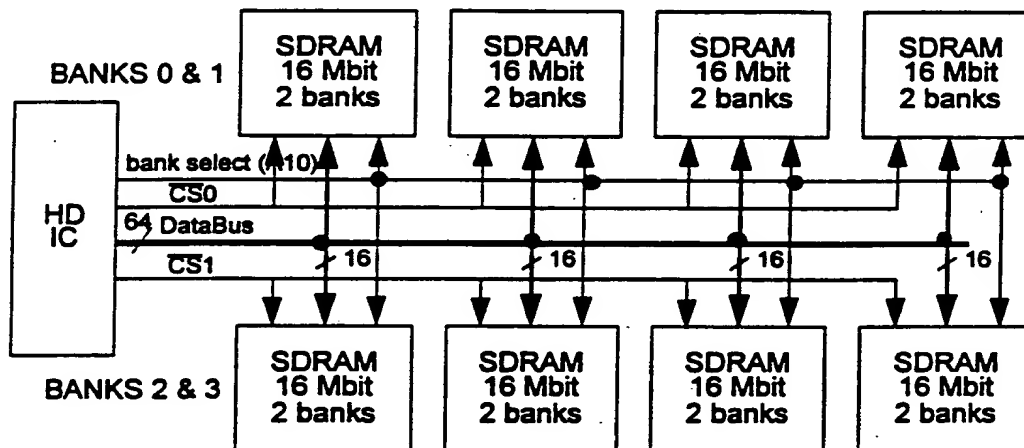 SDRAM
16 Mbit
2 banks
SDRAM
16 Mbit
2 banks
SDRAM
16 Mbit
2 banks
SDRAM
16 Mbit
2 banks
BANKS 0 & 1
bank select (A10)
CS0
HD
IC
64 DataBus
16
16
16
16
CS1
SDRAM
16 Mbit
2 banks
SDRAM
16 Mbit
2 banks
SDRAM
16 Mbit
2 banks
SDRAM
16 Mbit
2 banks
BANKS 2 & 3